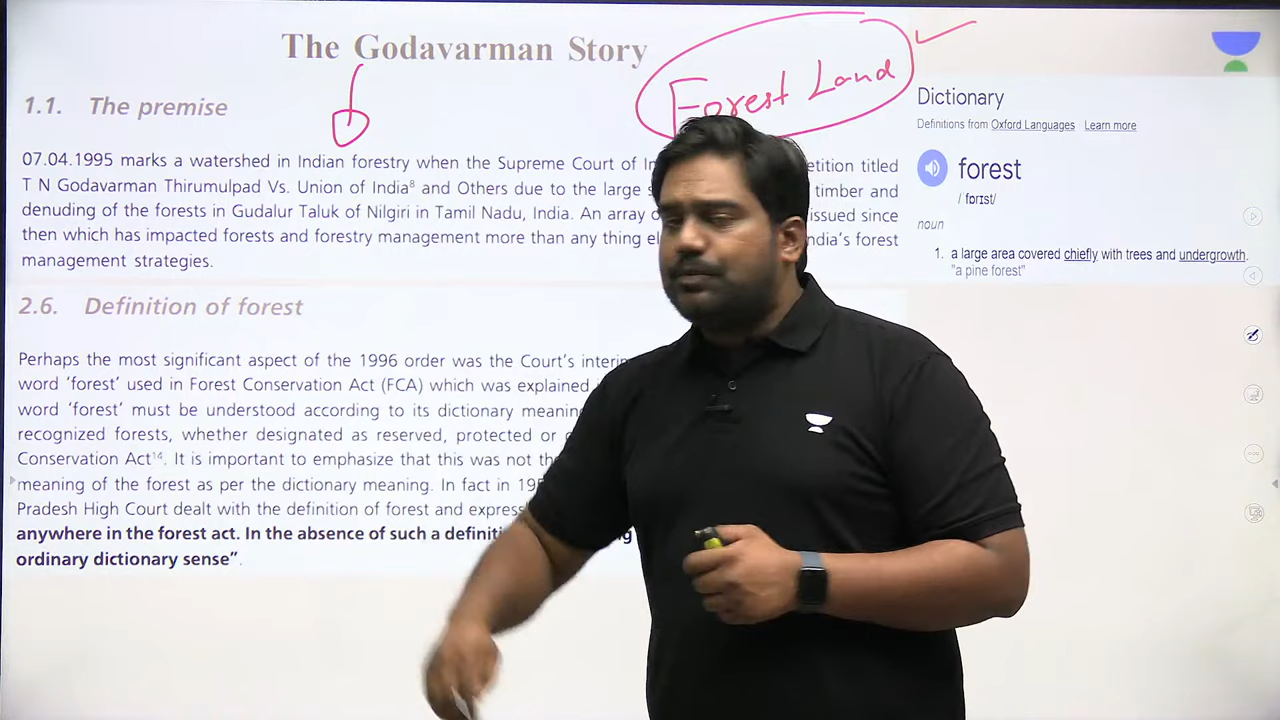 The Godavarman Story
Forest Land
1.1. The premise
07.04.1995 marks a watershed in Indian forestry when the Supreme Court of In etition titled
T N Godavarman Thirumulpad Vs. Union of India⁸ and Others due to the large timber and
denuding of the forests in Gudalur Taluk of Nilgiri in Tamil Nadu, India. An array issued since
then which has impacted forests and forestry management more than any thing ndia's forest
management strategies.
2.6. Definition of forest
Perhaps the most significant aspect of the 1996 order was the Court's interim
word 'forest' used in Forest Conservation Act (FCA) which was explained
word 'forest' must be understood according to its dictionary meaning
recognized forests, whether designated as reserved, protected or
Conservation Act¹⁴. It is important to emphasize that this was not the
meaning of the forest as per the dictionary meaning. In fact in 195
Pradesh High Court dealt with the definition of forest and express
anywhere in the forest act. In the absence of such a definiti
ordinary dictionary sense".
Dictionary
Definitions from Oxford Languages Learn more
forest
/ˈfɒrɪst/
noun
1. a large area covered chiefly with trees and undergrowth.
"a pine forest"